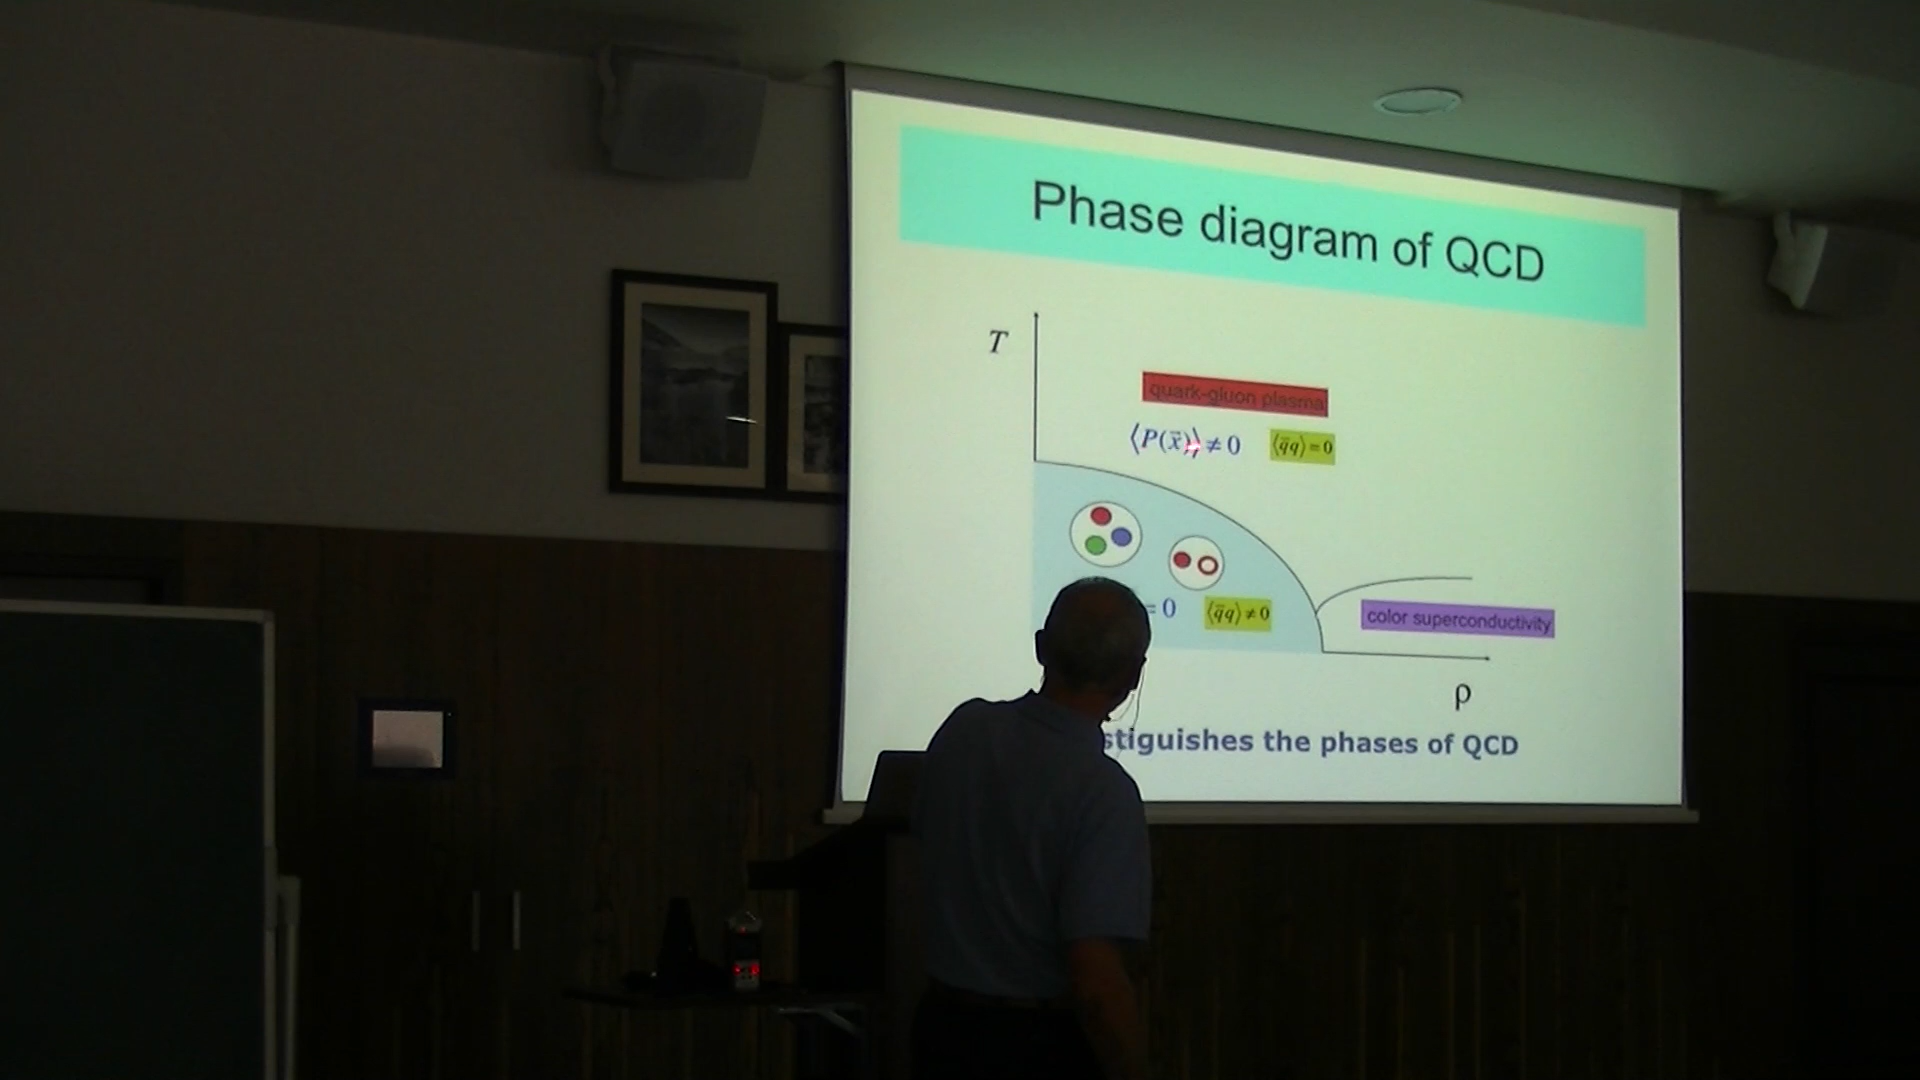 Phase diagram of QCD
T
quark-gluon plasma
⟨P(x⃗)⟩ ≠ 0 ⟨q̅q⟩ = 0
= 0 ⟨q̅q⟩ ≠ 0
color superconductivity
ρ
stiguishes the phases of QCD